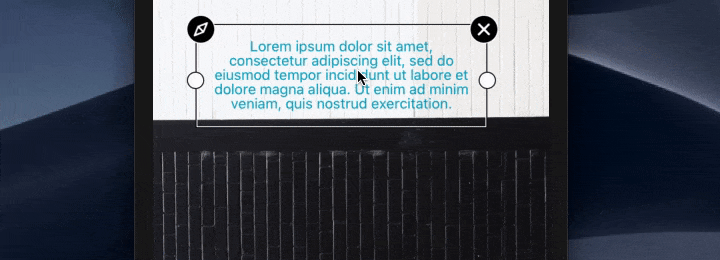 Lorem ipsum dolor sit amet,
consectetur adipiscing elit, sed do
eiusmod tempor incididunt ut labore et
dolore magna aliqua. Ut enim ad minim
veniam, quis nostrud exercitation.